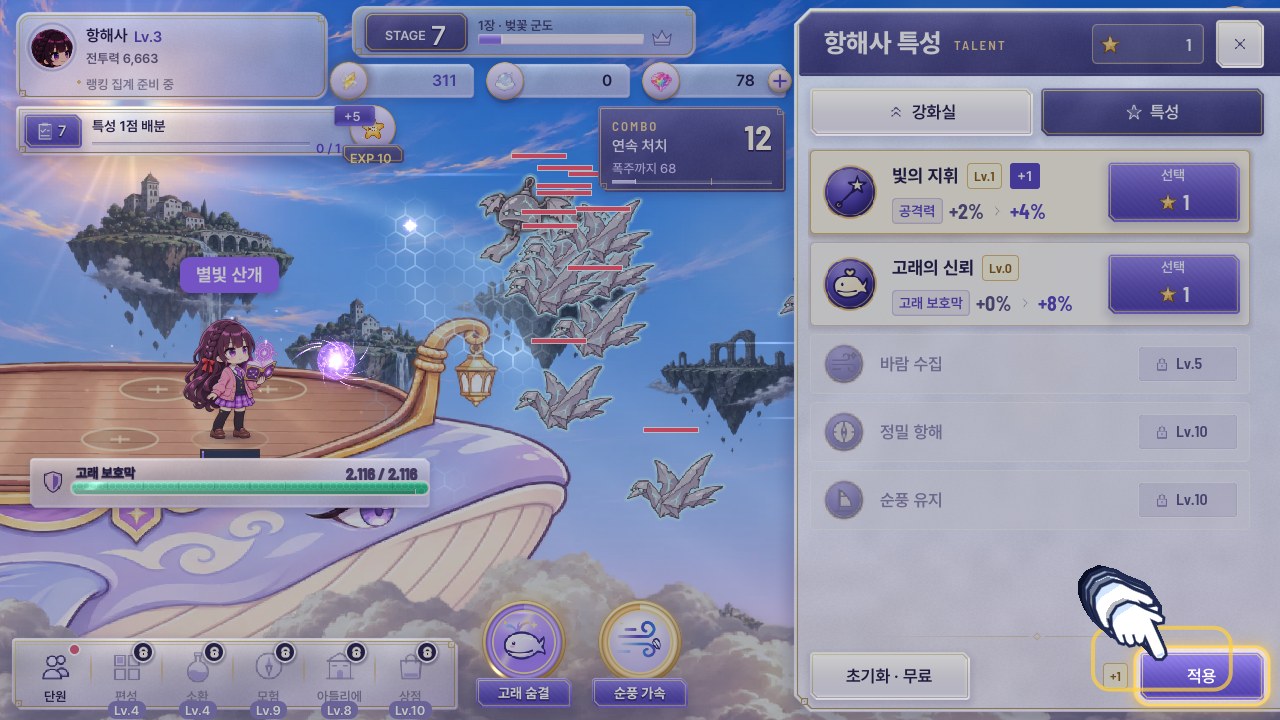 항해사 Lv.3
전투력 6,663
랭킹 집계 준비 중
STAGE 7
1장 · 벚꽃 군도
311
0
78
7
특성 1점 배분
0 / 1
+5
EXP 10
COMBO
연속 처치
폭주까지 68
12
별빛 산개
고래 보호막
2,116 / 2,116
단원
편성
Lv.4
소환
Lv.4
모험
Lv.9
아틀리에
Lv.8
상점
Lv.10
고래 숨결
순풍 가속
항해사 특성 TALENT
1
강화실
특성
빛의 지휘 Lv.1 +1
공격력 +2% +4%
선택
1
고래의 신뢰 Lv.0
고래 보호막 +0% +8%
선택
1
바람 수집
Lv.5
정밀 항해
Lv.10
순풍 유지
Lv.10
초기화 · 무료
+1
적용